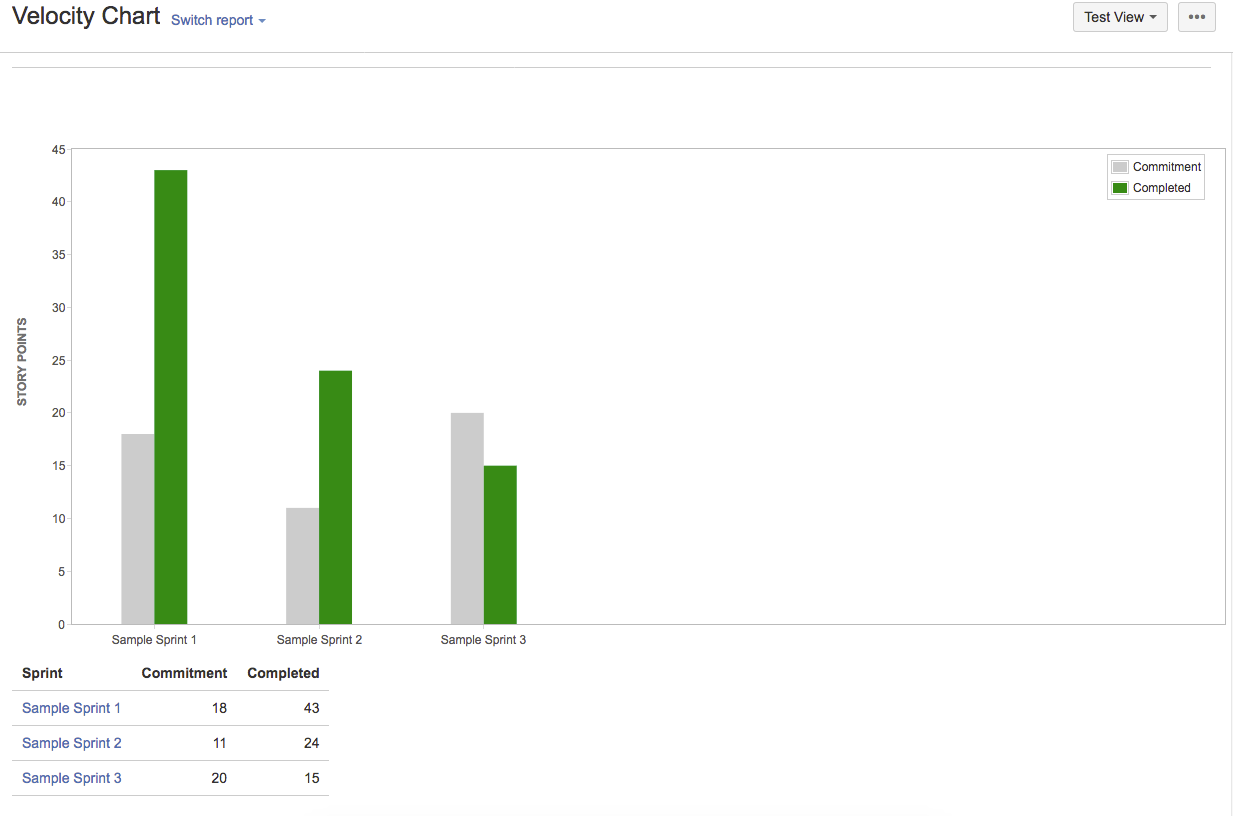 Velocity Chart Switch report
Test View
STORY POINTS
45
40
35
30
25
20
15
10
5
0
Commitment
Completed
Sample Sprint 1 Sample Sprint 2 Sample Sprint 3
Sprint Commitment Completed
Sample Sprint 1 18 43
Sample Sprint 2 11 24
Sample Sprint 3 20 15